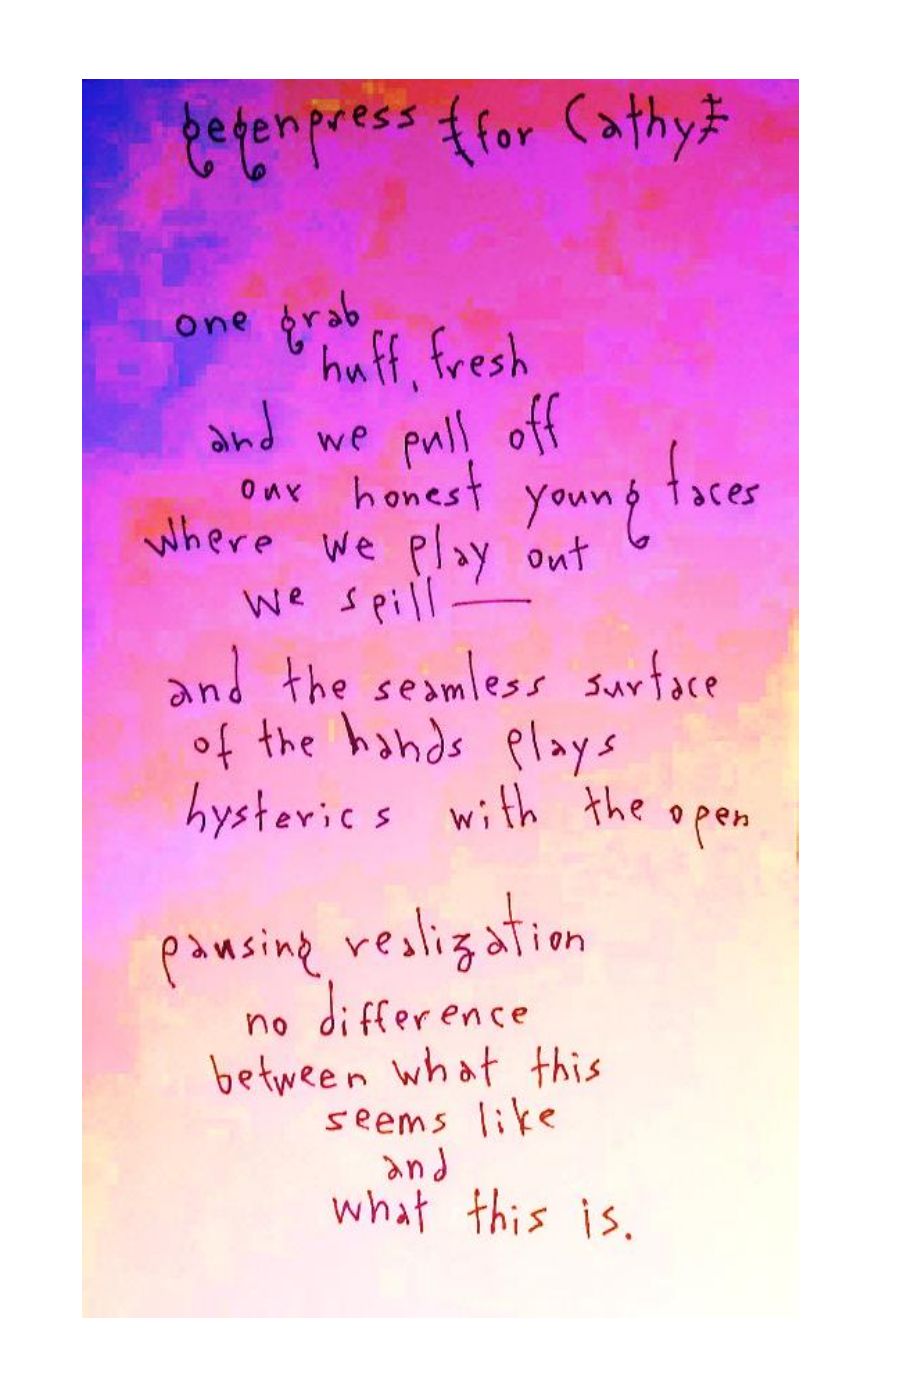 gegenpress {for Cathy}
one grab
huff, fresh
and we pull off
our honest young faces
where we play out
we spill —
and the seamless surface
of the hands plays
hysterics with the open
pausing realization
no difference
between what this
seems like
and
what this is.